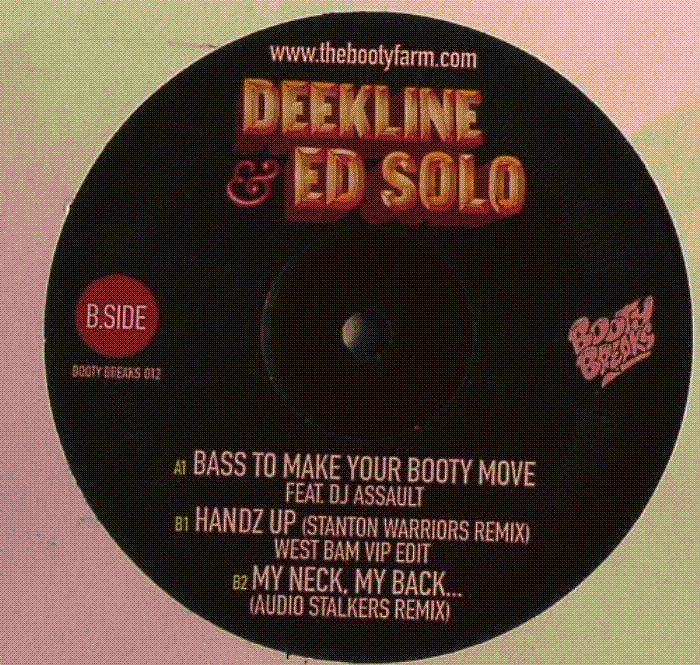 www.thebootyfarm.com
DEEKLINE
& ED SOLO
B.SIDE
BOOTY BREAKS 012
BOOTY
BREAKS
A1 BASS TO MAKE YOUR BOOTY MOVE
FEAT. DJ ASSAULT
B1 HANDZ UP (STANTON WARRIORS REMIX)
WEST BAM VIP EDIT
B2 MY NECK, MY BACK...
(AUDIO STALKERS REMIX)